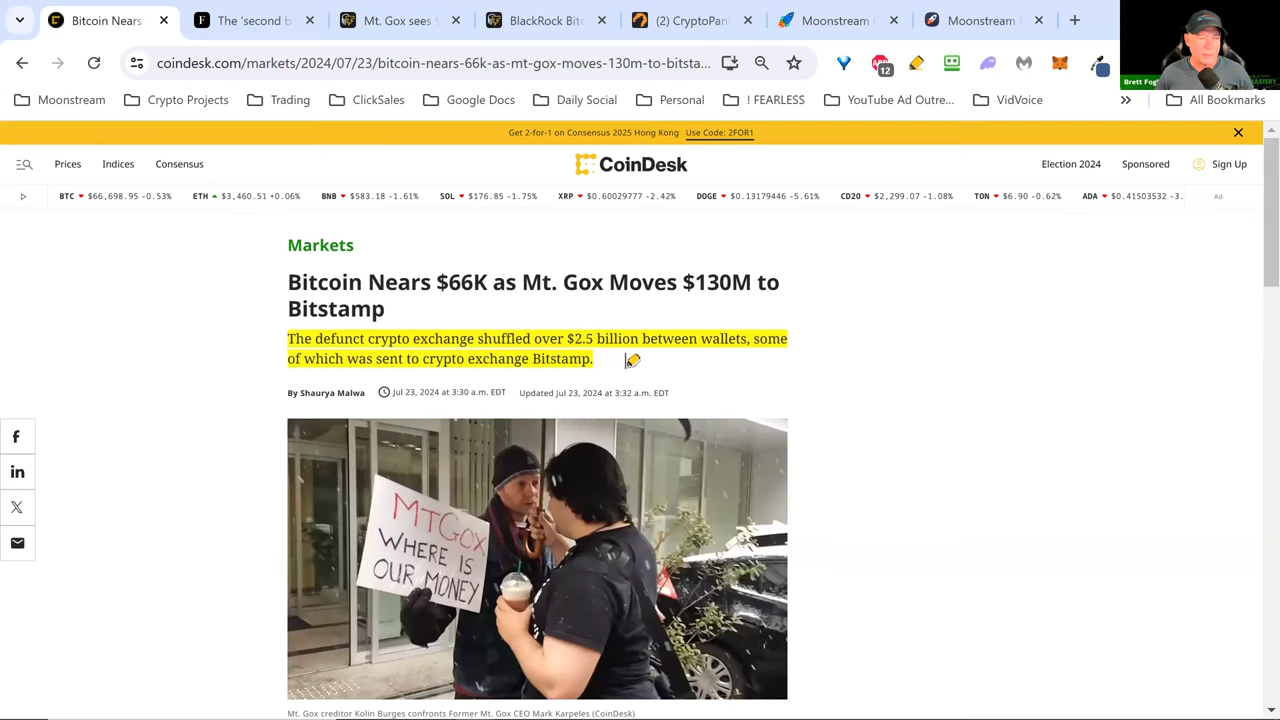 Bitcoin Nears
The 'second b
Mt. Gox sees
BlackRock Bitc
(2) CryptoPani
Moonstream
Moonstream
coindesk.com/markets/2024/07/23/bitcoin-nears-66k-as-mt-gox-moves-130m-to-bitsta...
12
Brett Fog
Moonstream
Crypto Projects
Trading
ClickSales
Google Docs
Daily Social
Personal
! FEARLESS
YouTube Ad Outre...
VidVoice
All Bookmarks
Get 2-for-1 on Consensus 2025 Hong Kong Use Code: 2FOR1
Prices Indices Consensus
CoinDesk
Election 2024 Sponsored Sign Up
BTC $66,698.95 -0.53% ETH $3,460.51 +0.06% BNB $583.18 -1.61% SOL $176.85 -1.75% XRP $0.60029777 -2.42% DOGE $0.13179446 -5.61% CD20 $2,299.07 -1.08% TON $6.90 -0.62% ADA $0.41503532 -3. Ad
Markets
Bitcoin Nears $66K as Mt. Gox Moves $130M to
Bitstamp
The defunct crypto exchange shuffled over $2.5 billion between wallets, some
of which was sent to crypto exchange Bitstamp.
By Shaurya Malwa Jul 23, 2024 at 3:30 a.m. EDT Updated Jul 23, 2024 at 3:32 a.m. EDT
MTGOX
WHERE IS
OUR MONEY
Mt. Gox creditor Kolin Burges confronts Former Mt. Gox CEO Mark Karpeles (CoinDesk)